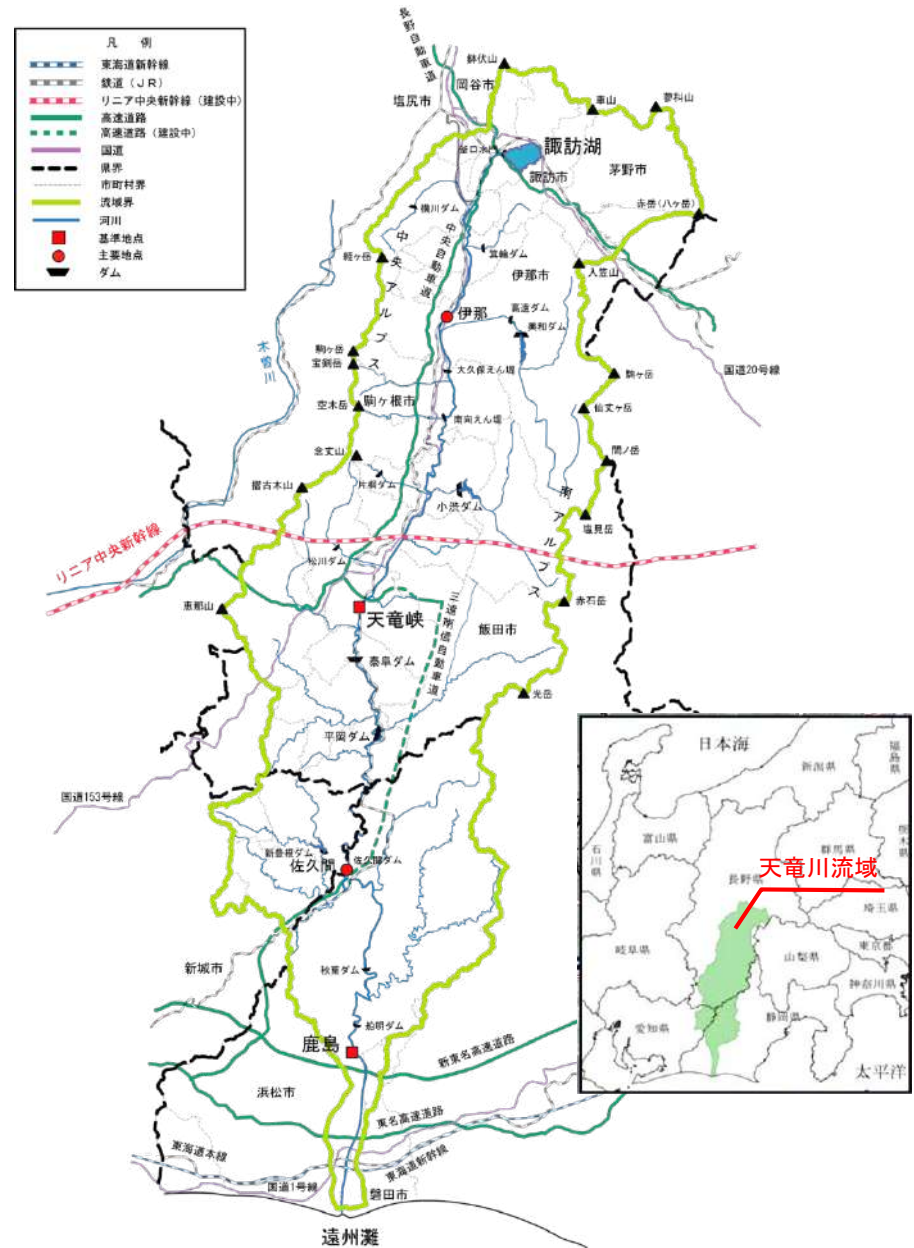 凡 例
東海道新幹線
鉄道(JR)
リニア中央新幹線(建設中)
高速道路
高速道路(建設中)
国道
県界
市町村界
流域界
河川
基準地点
主要地点
ダム
長野自動車道
鉢伏山
岡谷市
塩尻市
車山
蓼科山
釜口水門
諏訪湖
諏訪市
茅野市
赤岳(八ヶ岳)
横川ダム
中央自動車道
箕輪ダム
伊那市
入笠山
経ヶ岳
中央アルプス
高遠ダム
美和ダム
伊那
木曽川
国道20号線
駒ヶ岳
宝剣岳
大久保えん堤
駒ヶ岳
空木岳
駒ヶ根市
南向えん堤
仙丈ヶ岳
念丈山
間ノ岳
片桐ダム
摺古木山
小渋ダム
南アルプス
塩見岳
リニア中央新幹線
松川ダム
恵那山
天竜峡
三遠南信自動車道
飯田市
赤石岳
泰阜ダム
光岳
平岡ダム
国道153号線
新豊根ダム
佐久間
佐久間ダム
新城市
秋葉ダム
船明ダム
鹿島
新東名高速道路
浜松市
東名高速道路
東海道本線
東海道新幹線
国道1号線
磐田市
遠州灘
日本海
新潟県
福島県
富山県
石川県
群馬県
栃木県
長野県
天竜川流域
埼玉県
岐阜県
山梨県
東京都
神奈川県
静岡県
愛知県
太平洋